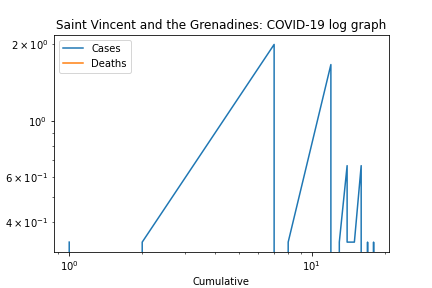 Saint Vincent and the Grenadines: COVID-19 log graph
Cases
Deaths
2 × 10⁰
10⁰
6 × 10⁻¹
4 × 10⁻¹
10⁰
10¹
Cumulative